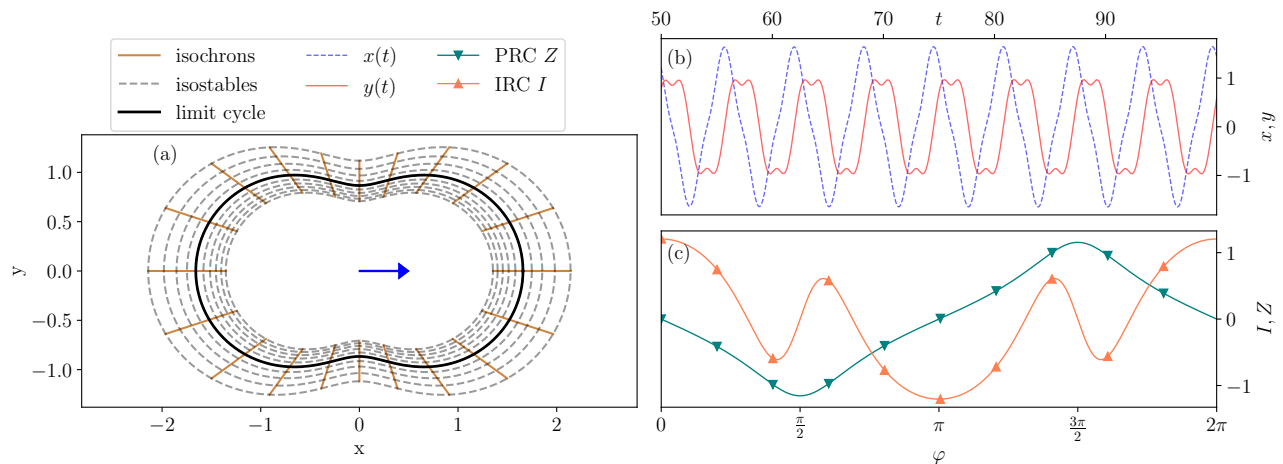 isochrons
isostables
limit cycle
x(t)
y(t)
PRC Z
IRC I
(a)
y
1.0
0.5
0.0
−0.5
−1.0
−2
−1
0
1
2
x
50
60
70
t
80
90
(b)
1
0
−1
x, y
(c)
1
0
−1
I, Z
0
π/2
π
3π/2
2π
φ